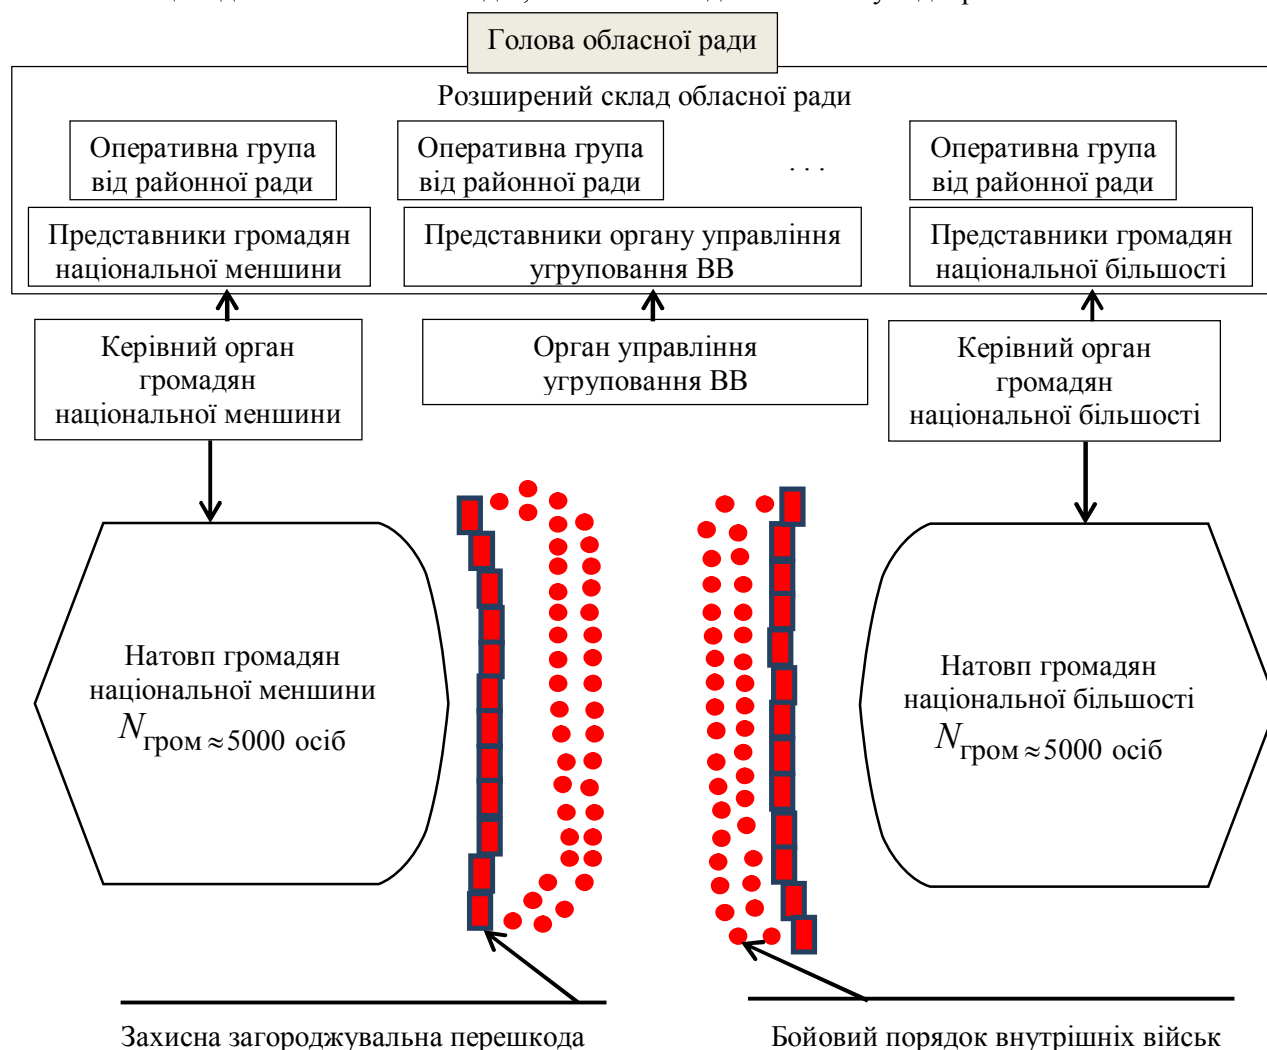 Голова обласної ради
Розширений склад обласної ради
Оперативна група
від районної ради
Оперативна група
від районної ради
. . .
Оперативна група
від районної ради
Представники громадян
національної меншини
Представники органу управління
угруповання ВВ
Представники громадян
національної більшості
Керівний орган
громадян
національної меншини
Орган управління
угруповання ВВ
Керівний орган
громадян
національної більшості
Натовп громадян
національної меншини
Nгром ≈ 5000 осіб
Натовп громадян
національної більшості
Nгром ≈ 5000 осіб
Захисна загороджувальна перешкода
Бойовий порядок внутрішніх військ